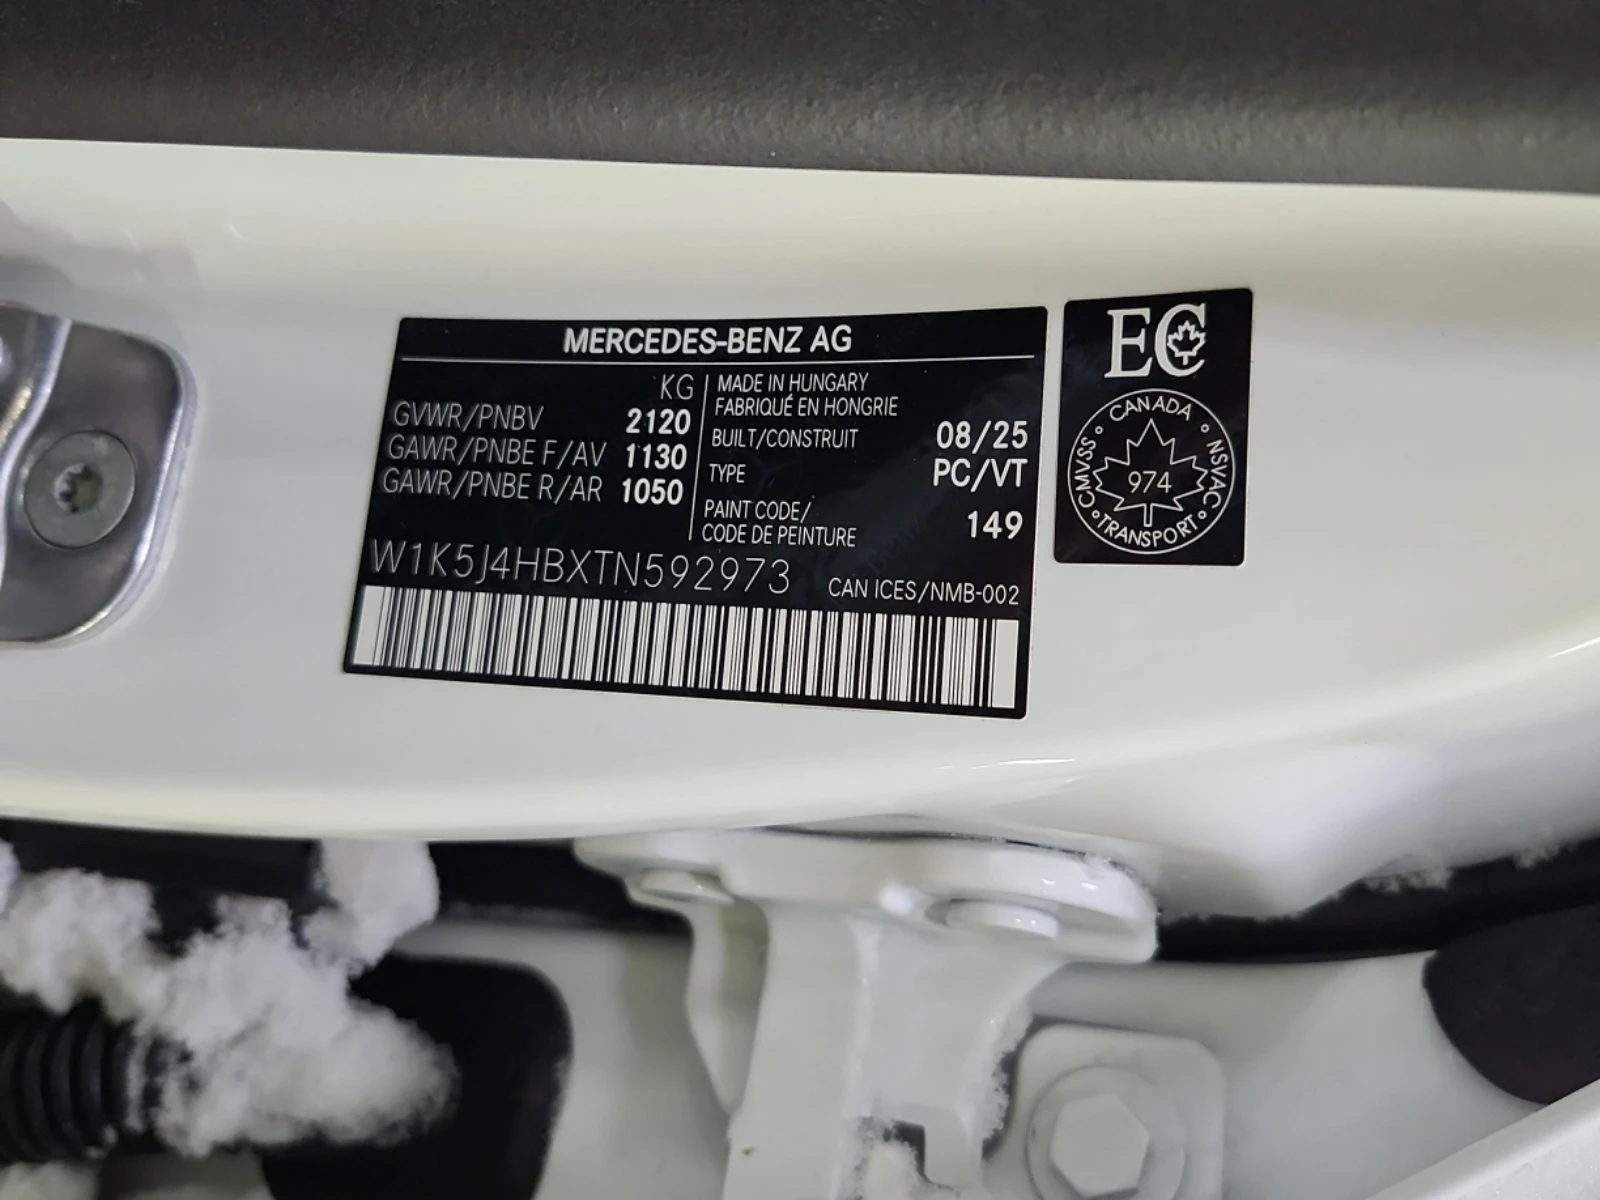 MERCEDES-BENZ AG
KG
GVWR/PNBV 2120
GAWR/PNBE F/AV 1130
GAWR/PNBE R/AR 1050
MADE IN HUNGARY
FABRIQUÉ EN HONGRIE
BUILT/CONSTRUIT 08/25
TYPE PC/VT
PAINT CODE/
CODE DE PEINTURE 149
W1K5J4HBXTN592973
CAN ICES/NMB-002
EC
CANADA
CMVSS
NSVAC
974
TRANSPORT